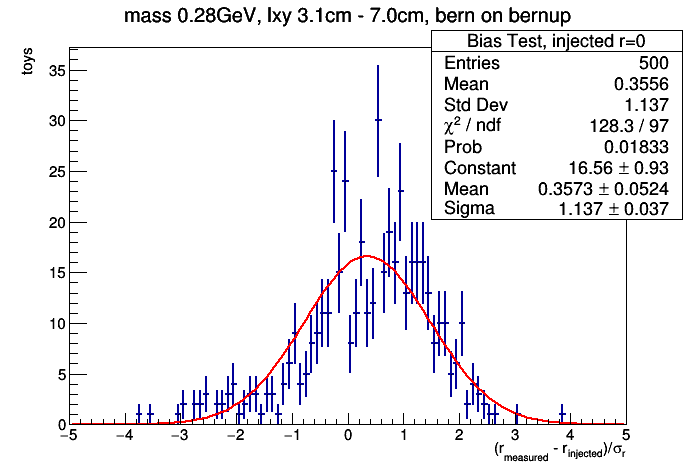 mass 0.28GeV, lxy 3.1cm - 7.0cm, bern on bernup
Bias Test, injected r=0
Entries 500
Mean 0.3556
Std Dev 1.137
χ² / ndf 128.3 / 97
Prob 0.01833
Constant 16.56 ± 0.93
Mean 0.3573 ± 0.0524
Sigma 1.137 ± 0.037
toys
35
30
25
20
15
10
5
0
−5 −4 −3 −2 −1 0 1 2 3 4 5
(r_measured - r_injected)/σ_r